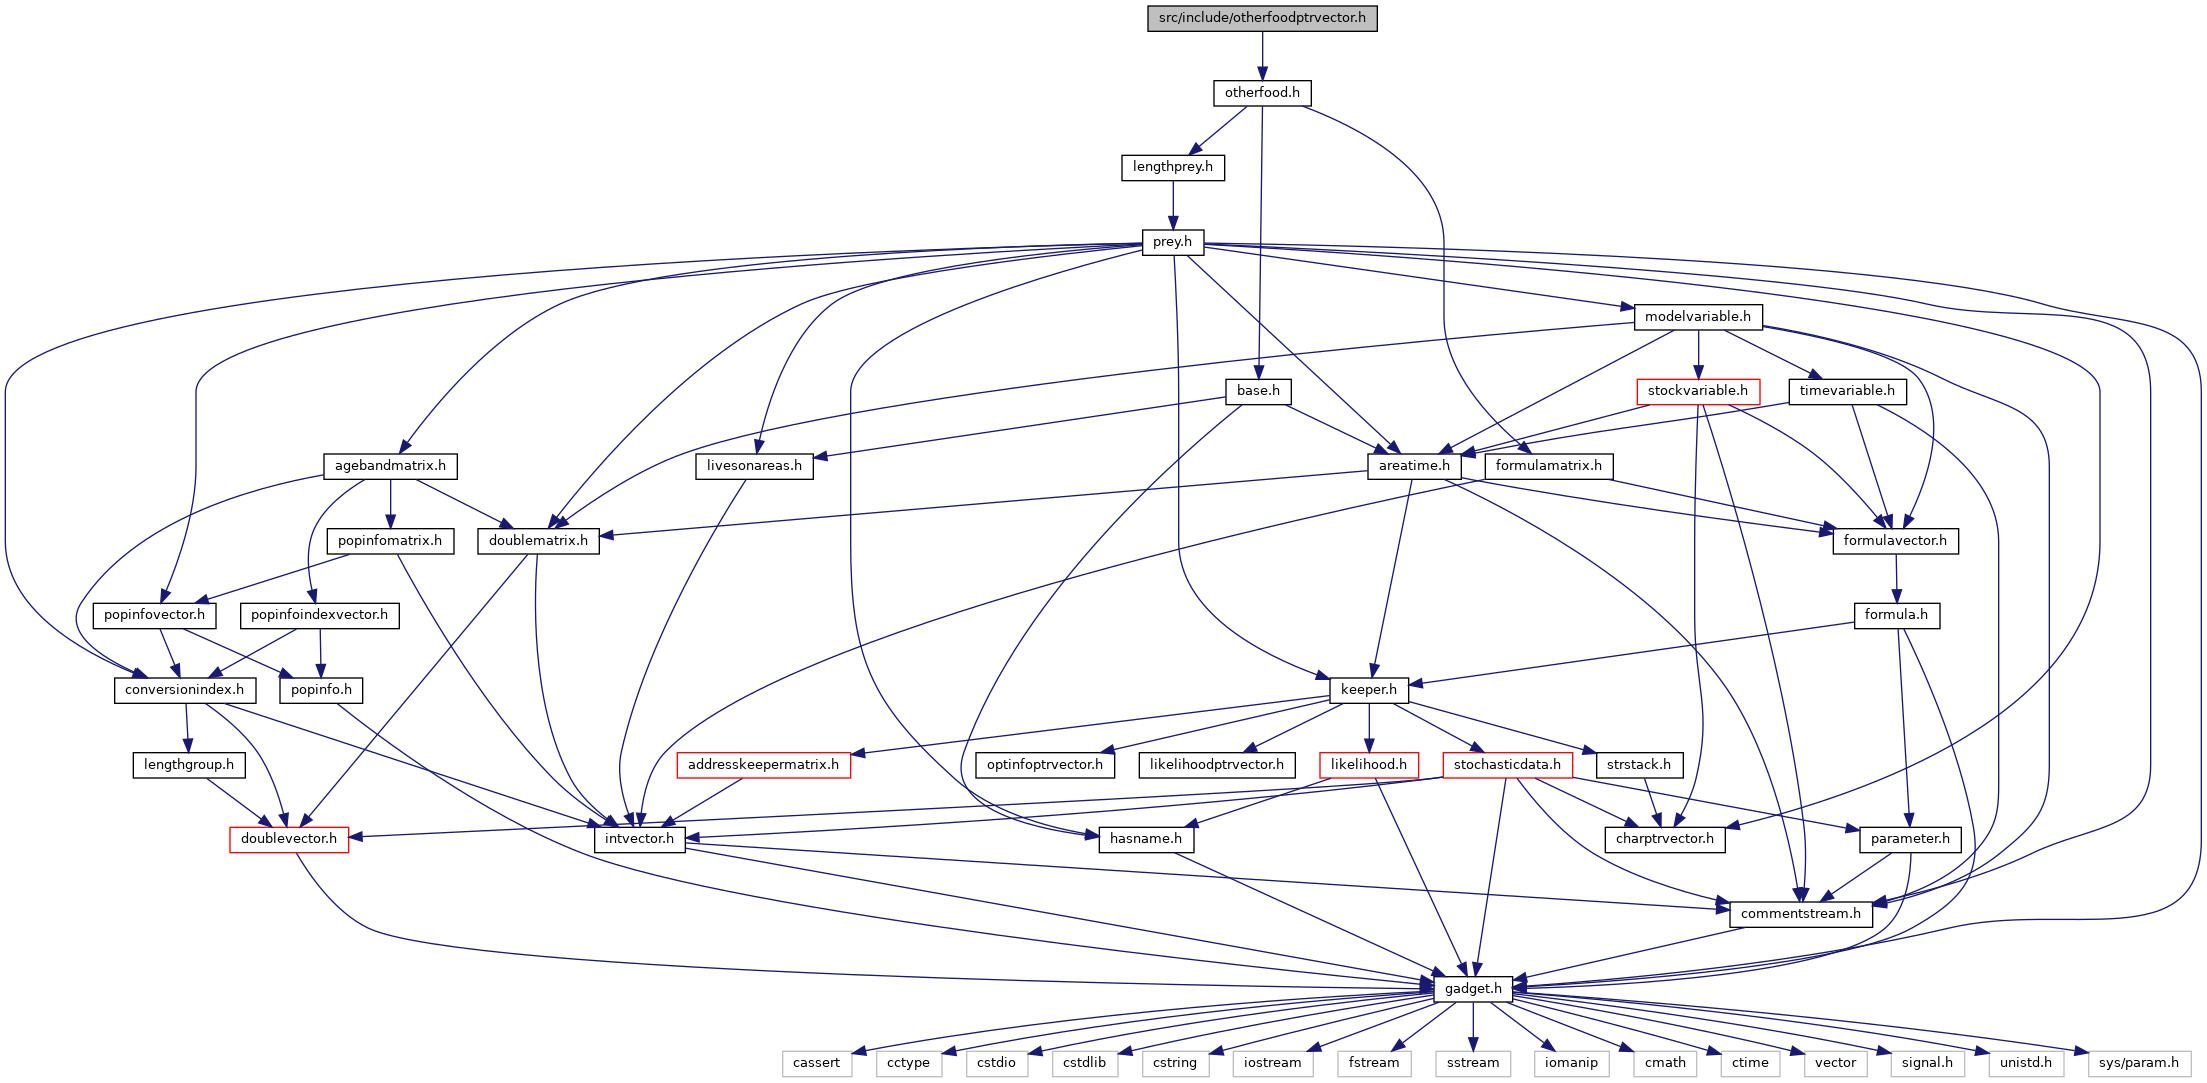 src/include/otherfoodptrvector.h
otherfood.h
lengthprey.h
prey.h
modelvariable.h
base.h
stockvariable.h
timevariable.h
agebandmatrix.h
livesonareas.h
areatime.h
formulamatrix.h
popinfomatrix.h
doublematrix.h
formulavector.h
popinfovector.h
popinfoindexvector.h
formula.h
conversionindex.h
popinfo.h
keeper.h
lengthgroup.h
addresskeepermatrix.h
optinfoptrvector.h
likelihoodptrvector.h
likelihood.h
stochasticdata.h
strstack.h
doublevector.h
intvector.h
hasname.h
charptrvector.h
parameter.h
commentstream.h
gadget.h
cassert
cctype
cstdio
cstdlib
cstring
iostream
fstream
sstream
iomanip
cmath
ctime
vector
signal.h
unistd.h
sys/param.h